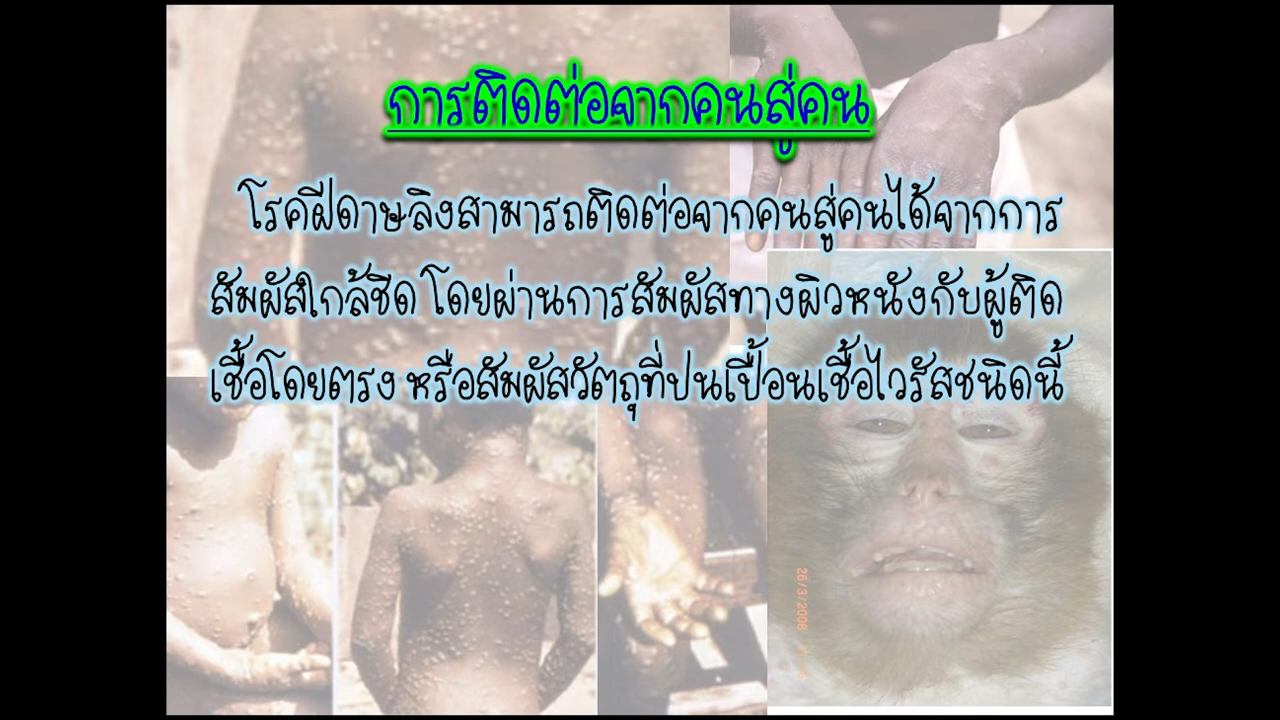 การติดต่อจากคนสู่คน
โรคฝีดาษลิงสามารถติดต่อจากคนสู่คนได้จากการ
สัมผัสใกล้ชิด โดยผ่านการสัมผัสทางผิวหนังกับผู้ติด
เชื้อโดยตรง หรือสัมผัสวัตถุที่ปนเปื้อนเชื้อไวรัสชนิดนี้
26/3/2008